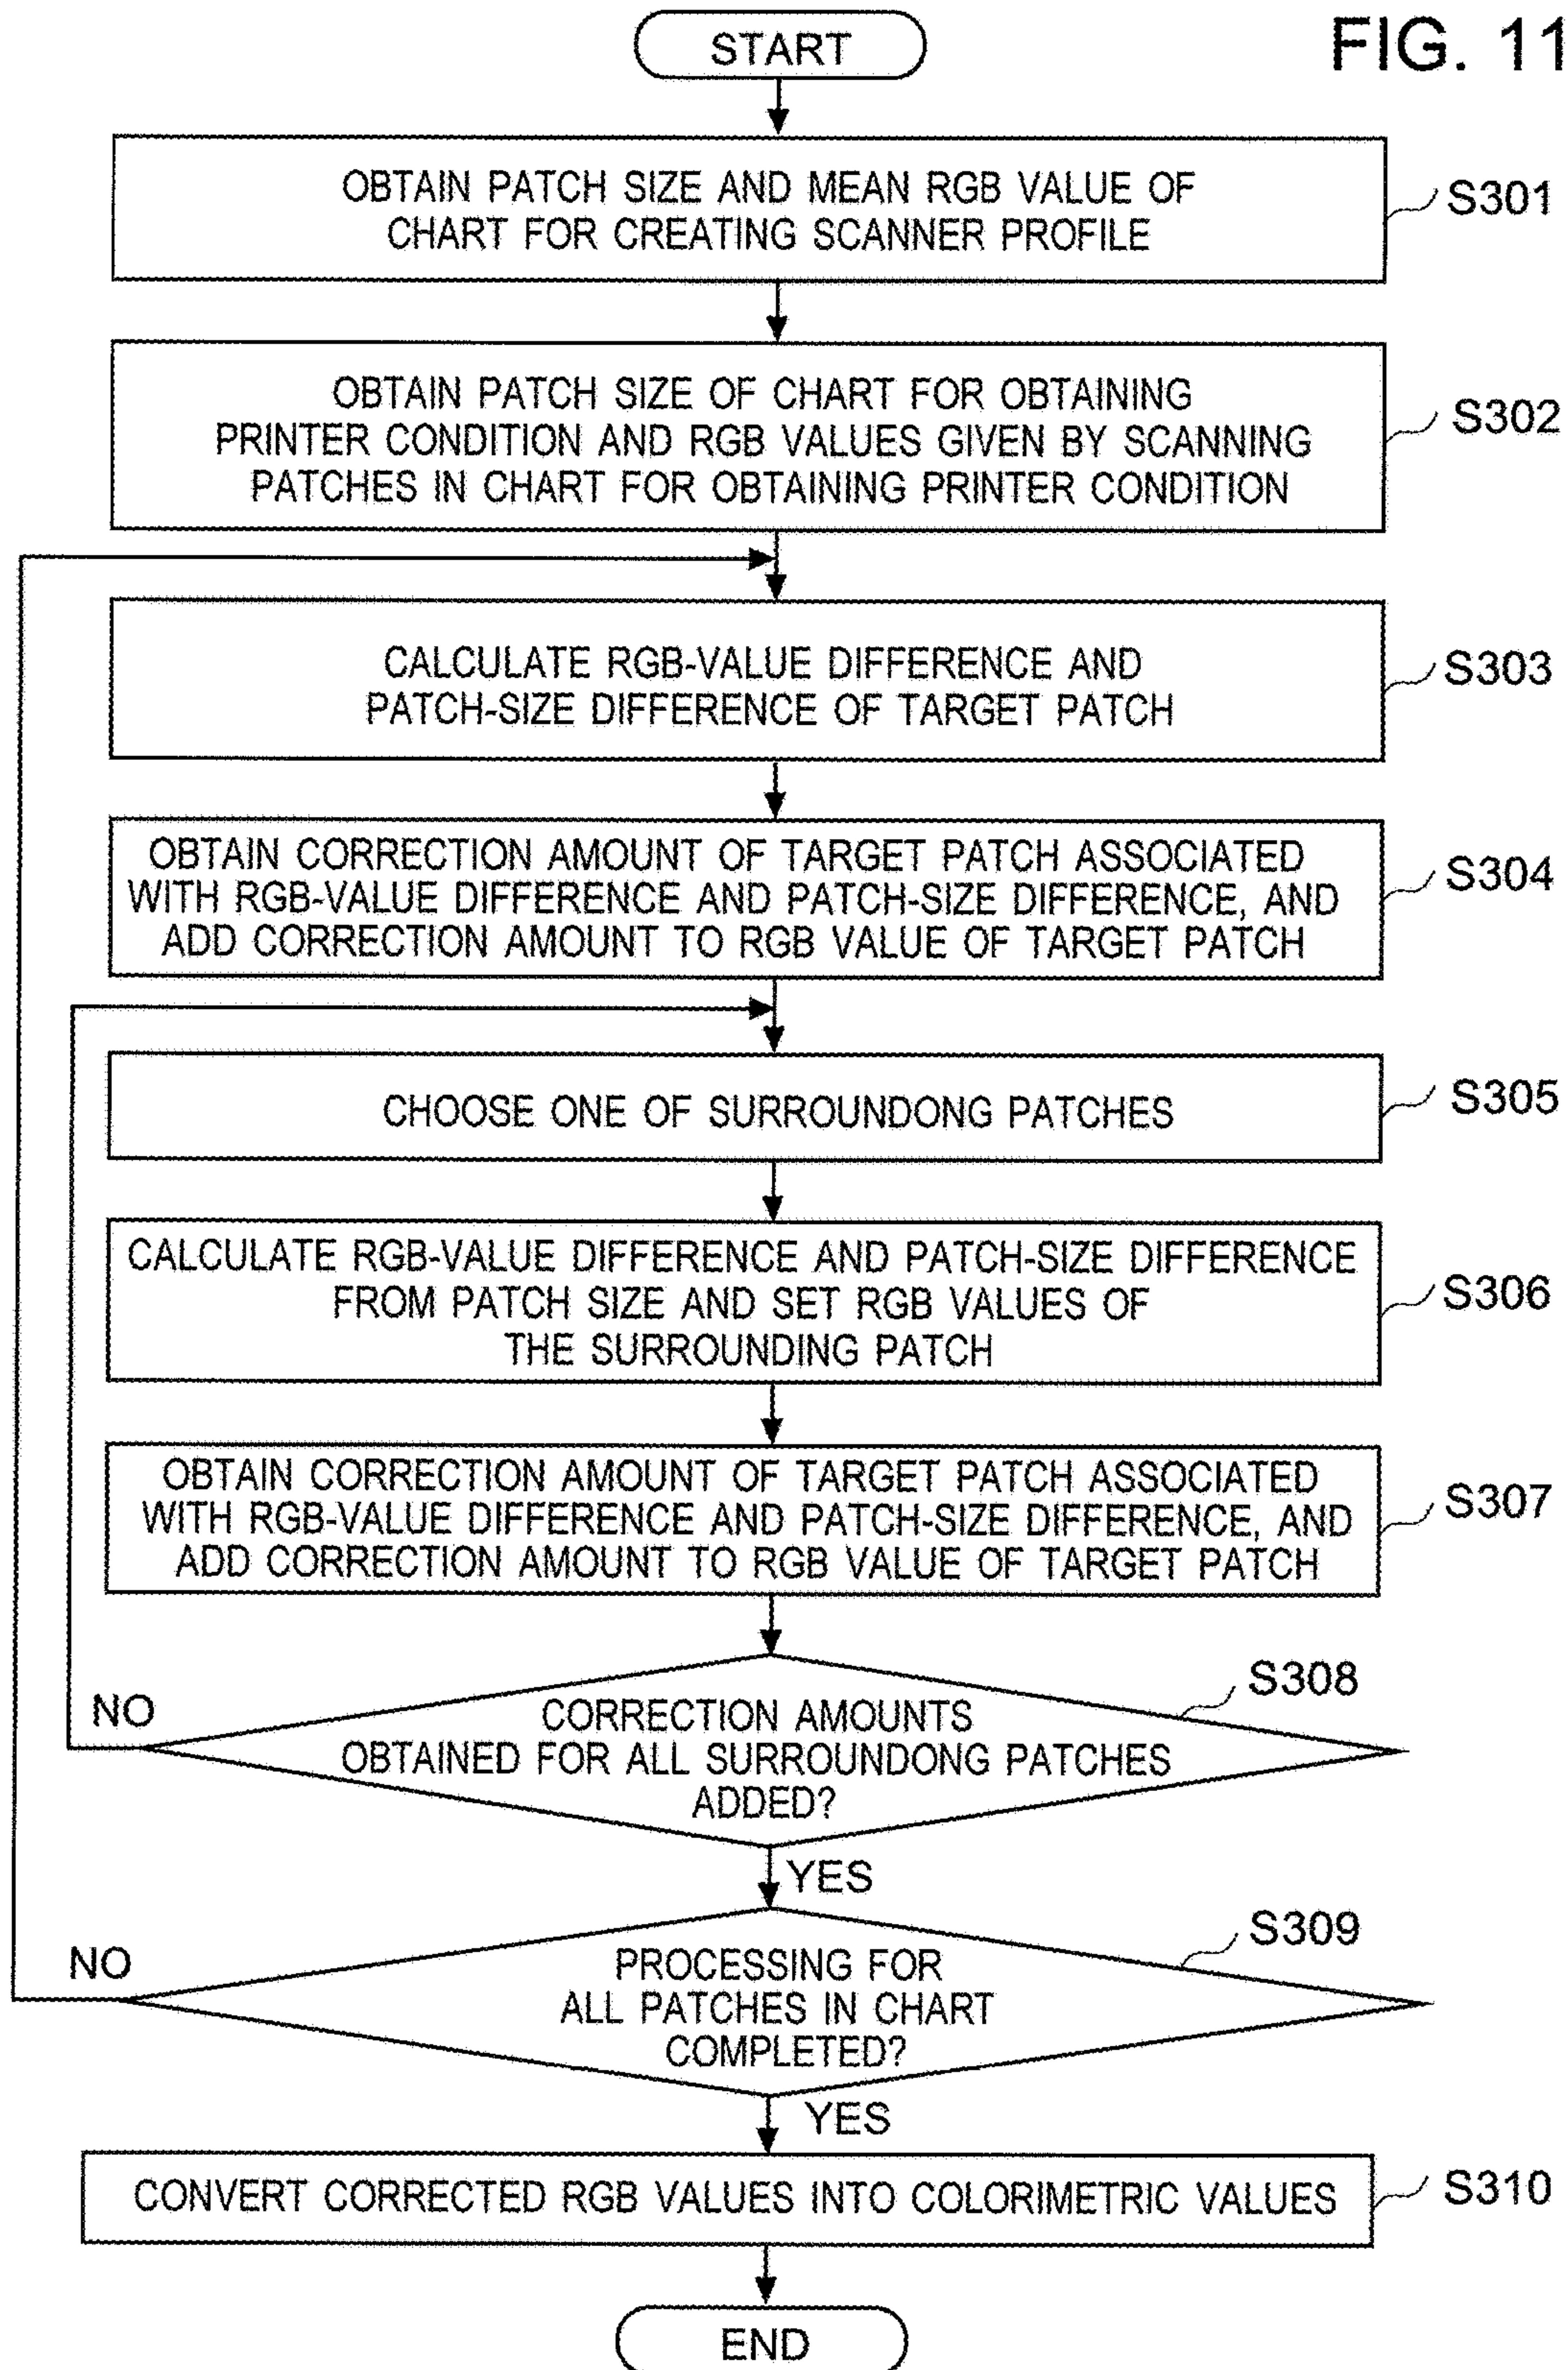 FIG. 11
START
OBTAIN PATCH SIZE AND MEAN RGB VALUE OF
CHART FOR CREATING SCANNER PROFILE
S301
OBTAIN PATCH SIZE OF CHART FOR OBTAINING
PRINTER CONDITION AND RGB VALUES GIVEN BY SCANNING
PATCHES IN CHART FOR OBTAINING PRINTER CONDITION
S302
CALCULATE RGB-VALUE DIFFERENCE AND
PATCH-SIZE DIFFERENCE OF TARGET PATCH
S303
OBTAIN CORRECTION AMOUNT OF TARGET PATCH ASSOCIATED
WITH RGB-VALUE DIFFERENCE AND PATCH-SIZE DIFFERENCE, AND
ADD CORRECTION AMOUNT TO RGB VALUE OF TARGET PATCH
S304
CHOOSE ONE OF SURROUNDONG PATCHES
S305
CALCULATE RGB-VALUE DIFFERENCE AND PATCH-SIZE DIFFERENCE
FROM PATCH SIZE AND SET RGB VALUES OF
THE SURROUNDING PATCH
S306
OBTAIN CORRECTION AMOUNT OF TARGET PATCH ASSOCIATED
WITH RGB-VALUE DIFFERENCE AND PATCH-SIZE DIFFERENCE, AND
ADD CORRECTION AMOUNT TO RGB VALUE OF TARGET PATCH
S307
CORRECTION AMOUNTS
OBTAINED FOR ALL SURROUNDONG PATCHES
ADDED?
S308
NO
YES
PROCESSING FOR
ALL PATCHES IN CHART
COMPLETED?
S309
NO
YES
CONVERT CORRECTED RGB VALUES INTO COLORIMETRIC VALUES
S310
END